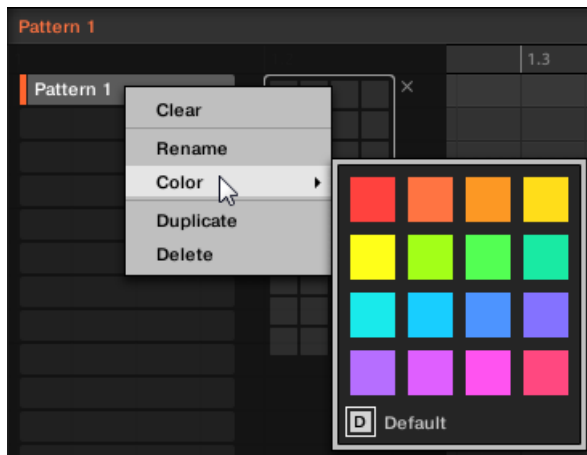 Pattern 1
1.3
Pattern 1
Clear
Rename
Color
Duplicate
Delete
D Default